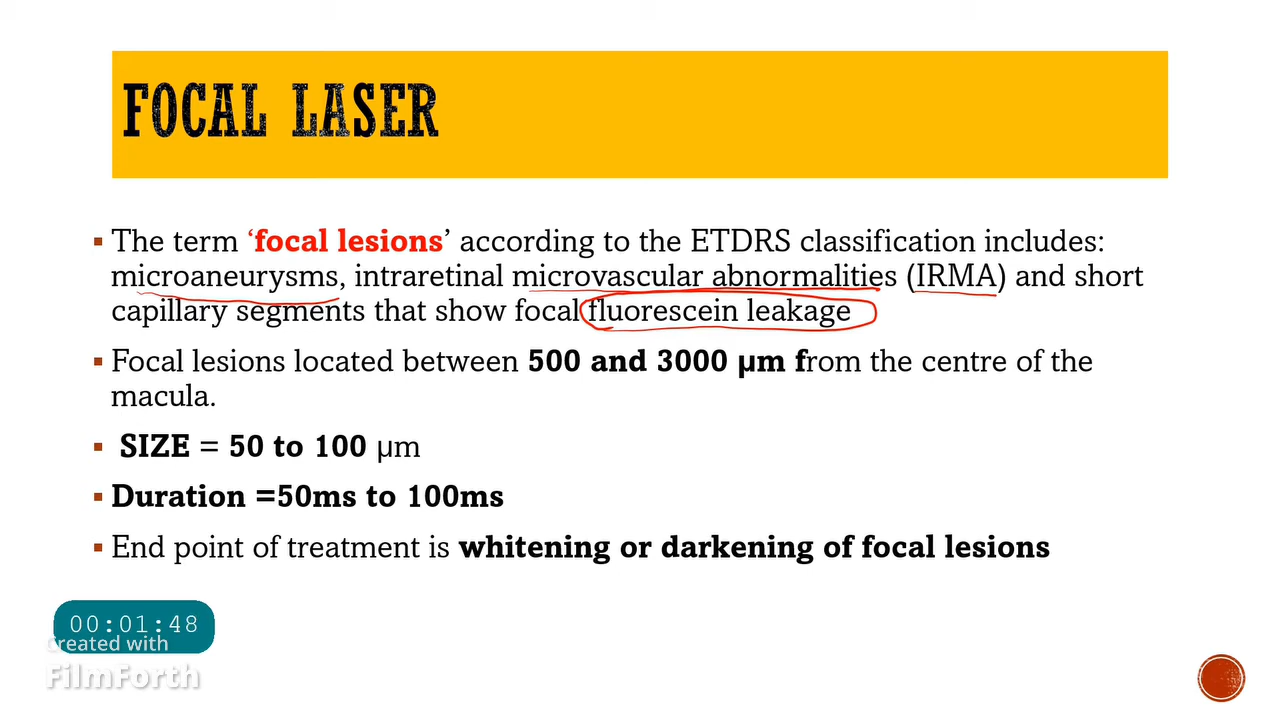 FOCAL LASER
▪ The term ‘focal lesions’ according to the ETDRS classification includes:
microaneurysms, intraretinal microvascular abnormalities (IRMA) and short
capillary segments that show focal fluorescein leakage
▪ Focal lesions located between 500 and 3000 µm from the centre of the
macula.
▪ SIZE = 50 to 100 µm
▪ Duration =50ms to 100ms
▪ End point of treatment is whitening or darkening of focal lesions
00:01:48
Created with
FilmForth